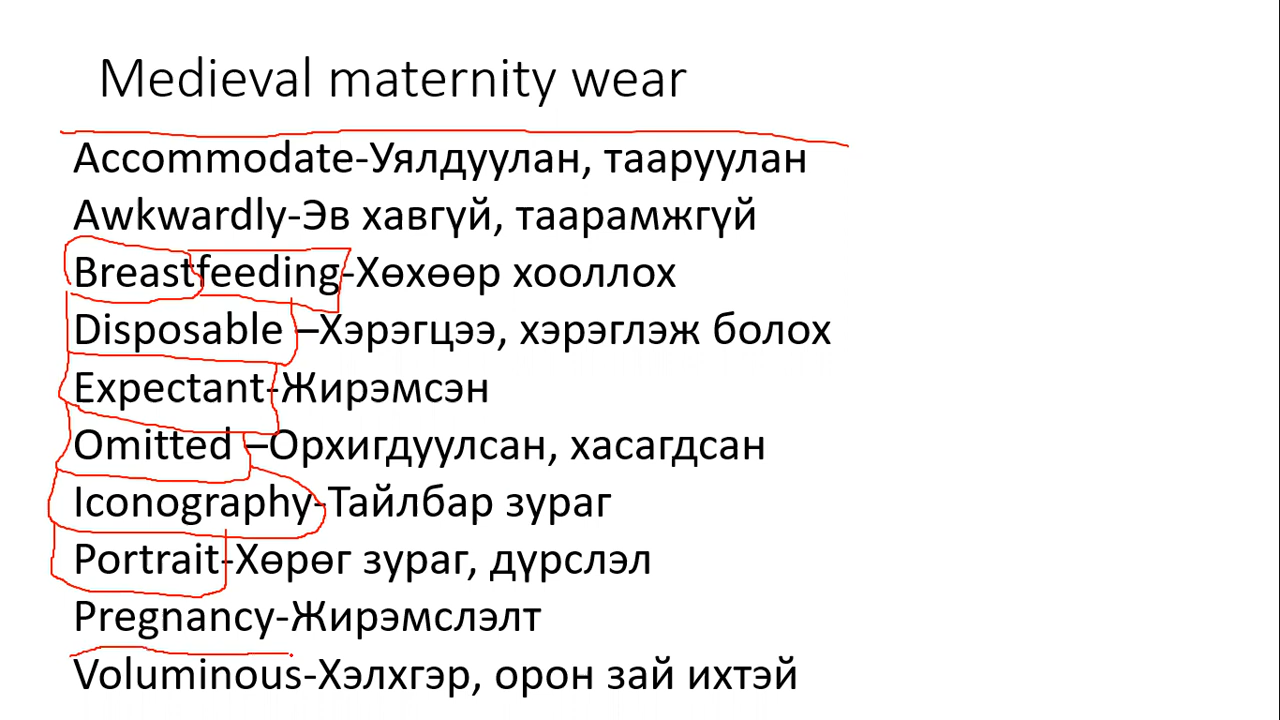 Medieval maternity wear
Accommodate-Уялдуулан, тааруулан
Awkwardly-Эв хавгүй, таарамжгүй
Breastfeeding-Хөхөөр хооллох
Disposable –Хэрэгцээ, хэрэглэж болох
Expectant-Жирэмсэн
Omitted –Орхигдуулсан, хасагдсан
Iconography-Тайлбар зураг
Portrait-Хөрөг зураг, дүрслэл
Pregnancy-Жирэмслэлт
Voluminous-Хэлхгэр, орон зай ихтэй